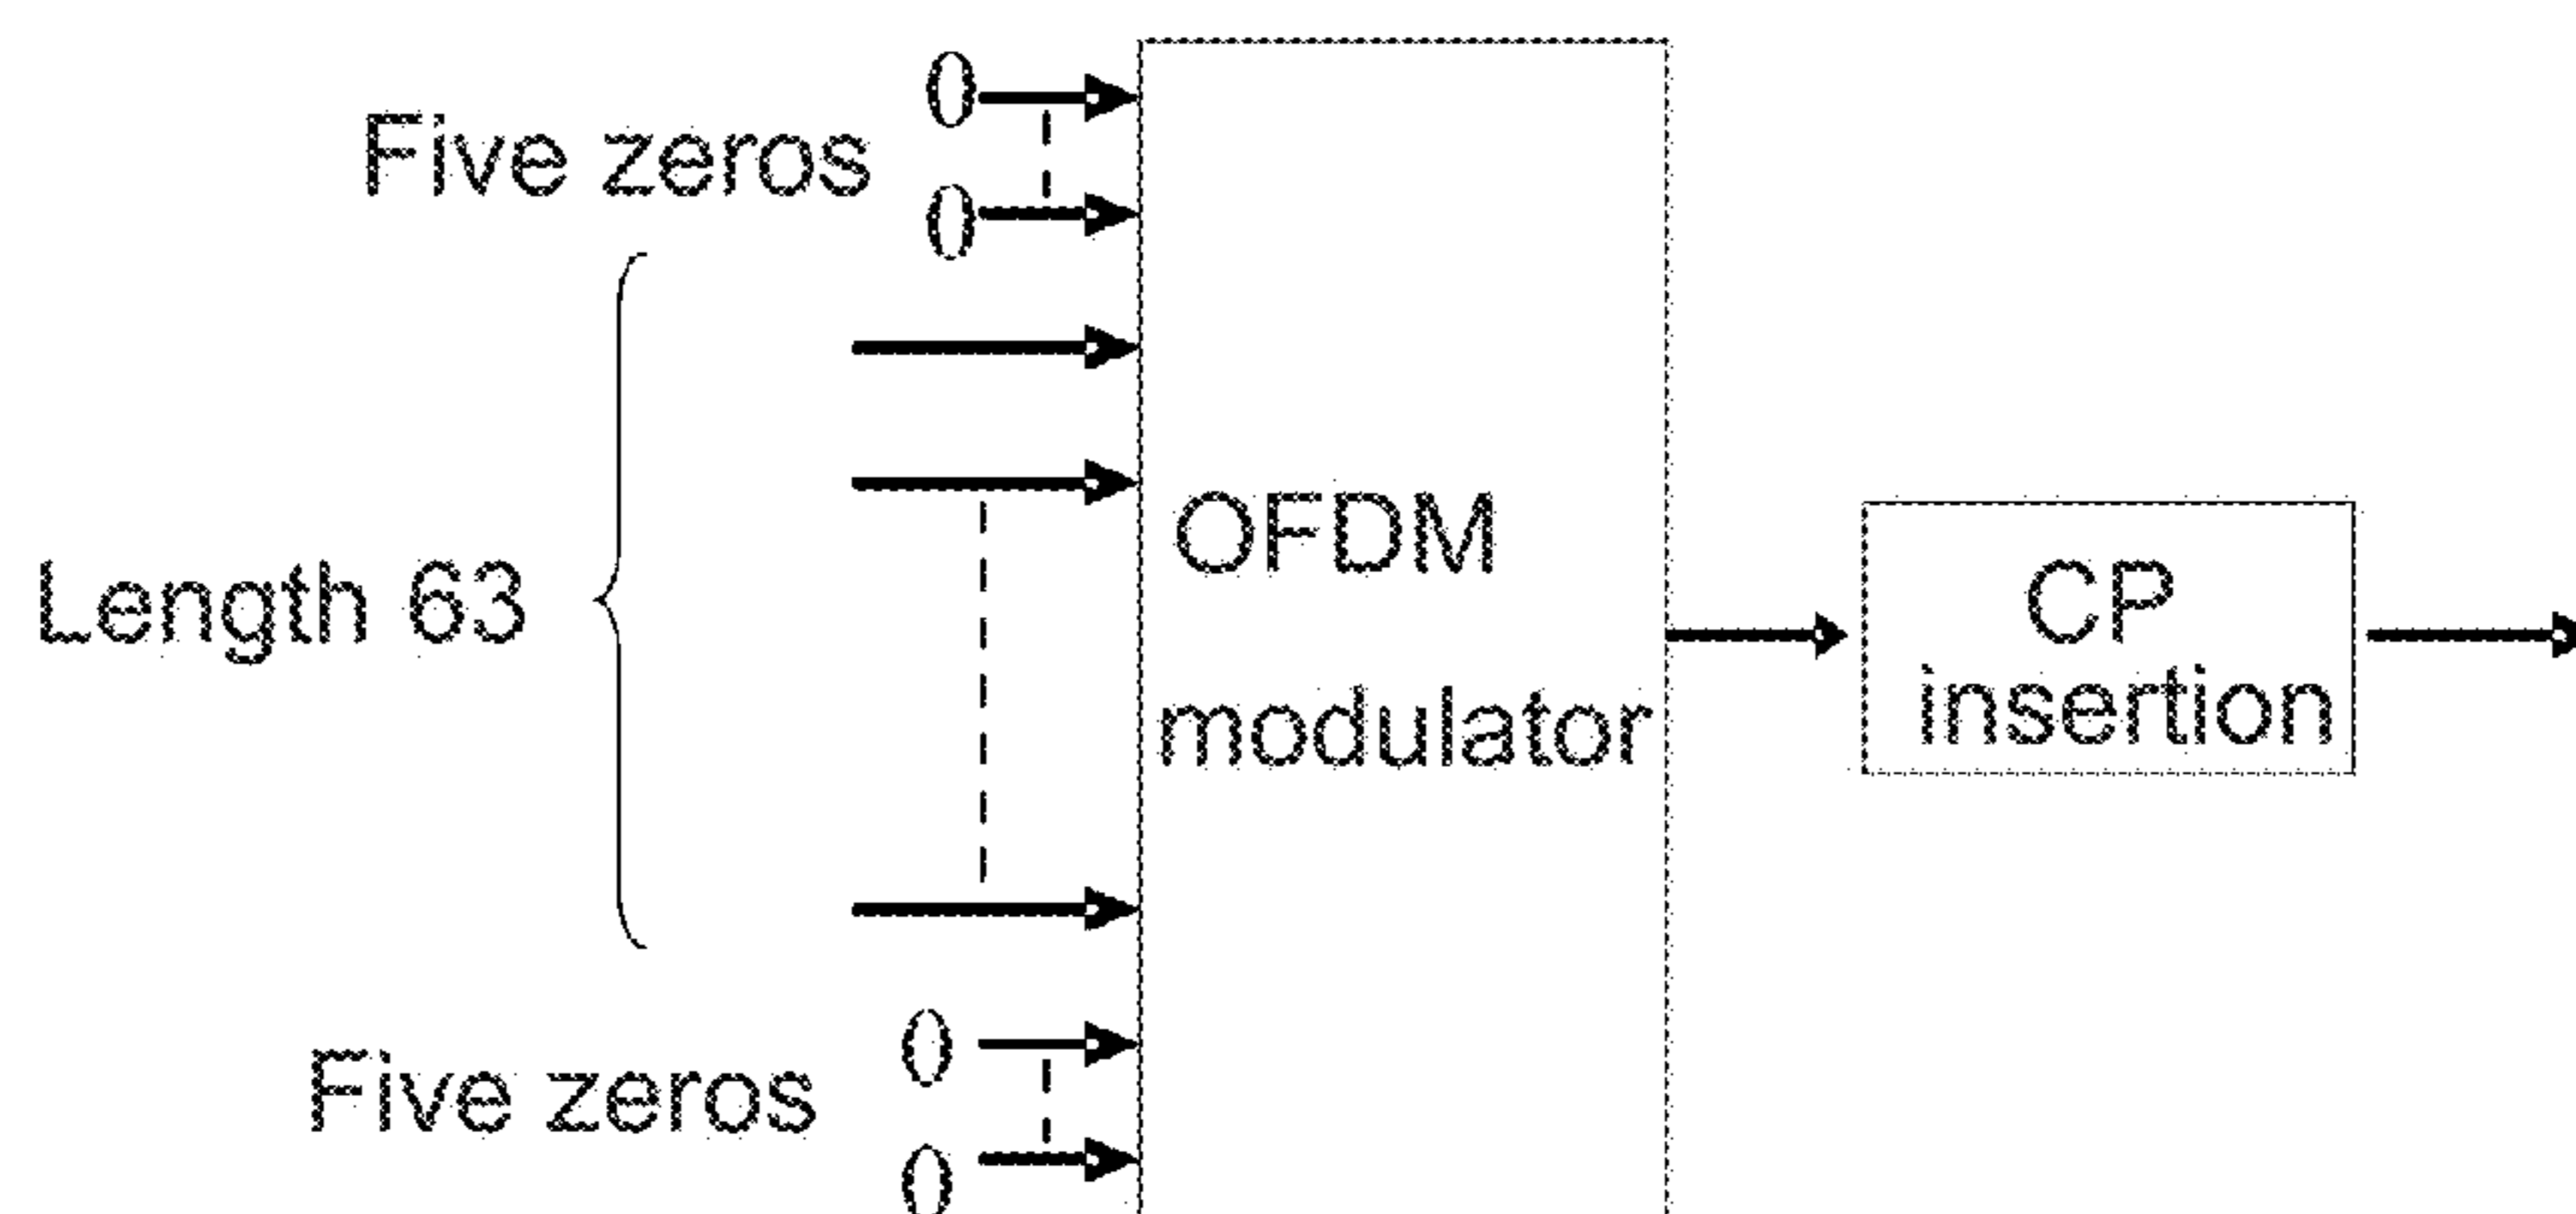 0
Five zeros
0
Length 63
OFDM
modulator
CP
insertion
0
Five zeros
0